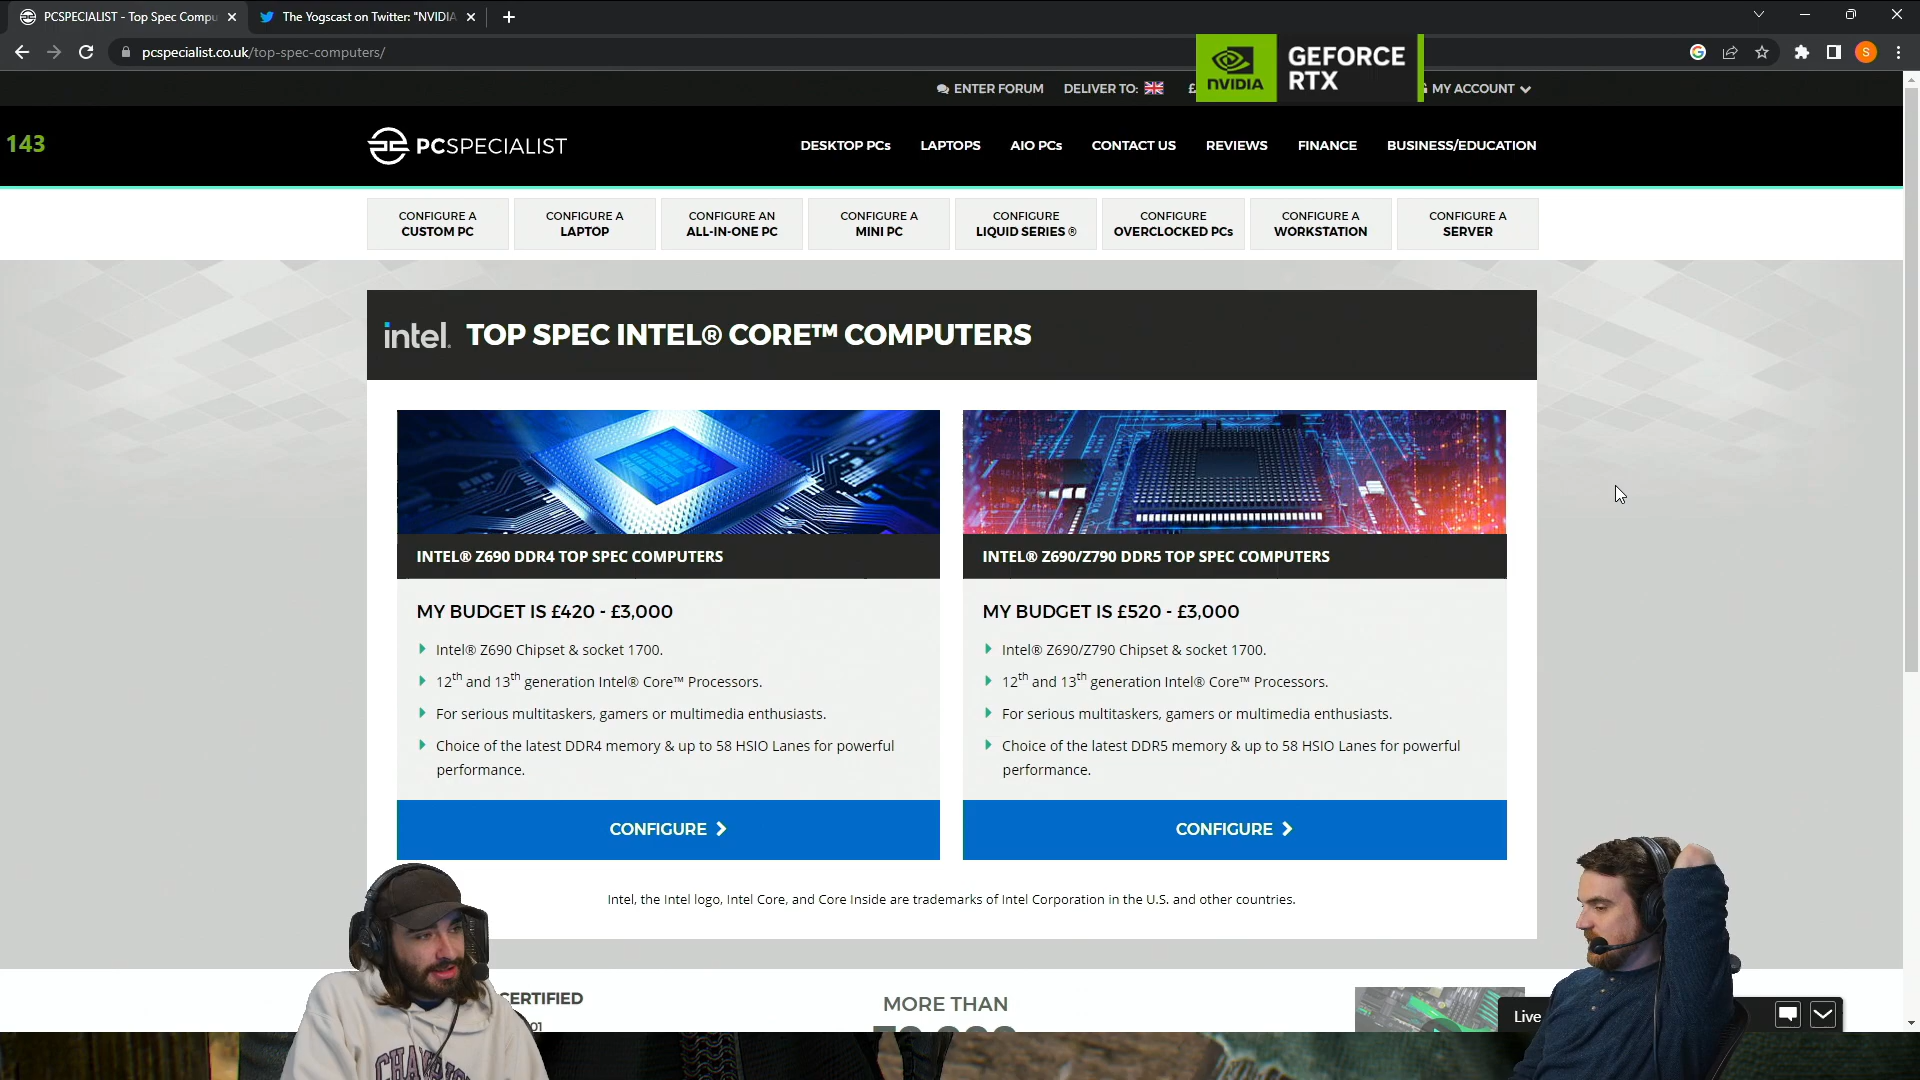 PCSPECIALIST - Top Spec Compu
The Yogscast on Twitter: "NVIDIA
pcspecialist.co.uk/top-spec-computers/
S
ENTER FORUM
DELIVER TO:
£
MY ACCOUNT
NVIDIA
GEFORCE
RTX
143
PCSPECIALIST
DESKTOP PCs
LAPTOPS
AIO PCs
CONTACT US
REVIEWS
FINANCE
BUSINESS/EDUCATION
CONFIGURE A
CUSTOM PC
CONFIGURE A
LAPTOP
CONFIGURE AN
ALL-IN-ONE PC
CONFIGURE A
MINI PC
CONFIGURE
LIQUID SERIES ®
CONFIGURE
OVERCLOCKED PCs
CONFIGURE A
WORKSTATION
CONFIGURE A
SERVER
intel. TOP SPEC INTEL® CORE™ COMPUTERS
INTEL® Z690 DDR4 TOP SPEC COMPUTERS
MY BUDGET IS £420 - £3,000
Intel® Z690 Chipset & socket 1700.
12th and 13th generation Intel® Core™ Processors.
For serious multitaskers, gamers or multimedia enthusiasts.
Choice of the latest DDR4 memory & up to 58 HSIO Lanes for powerful
performance.
CONFIGURE
INTEL® Z690/Z790 DDR5 TOP SPEC COMPUTERS
MY BUDGET IS £520 - £3,000
Intel® Z690/Z790 Chipset & socket 1700.
12th and 13th generation Intel® Core™ Processors.
For serious multitaskers, gamers or multimedia enthusiasts.
Choice of the latest DDR5 memory & up to 58 HSIO Lanes for powerful
performance.
CONFIGURE
Intel, the Intel logo, Intel Core, and Core Inside are trademarks of Intel Corporation in the U.S. and other countries.
CERTIFIED
01
MORE THAN
Live